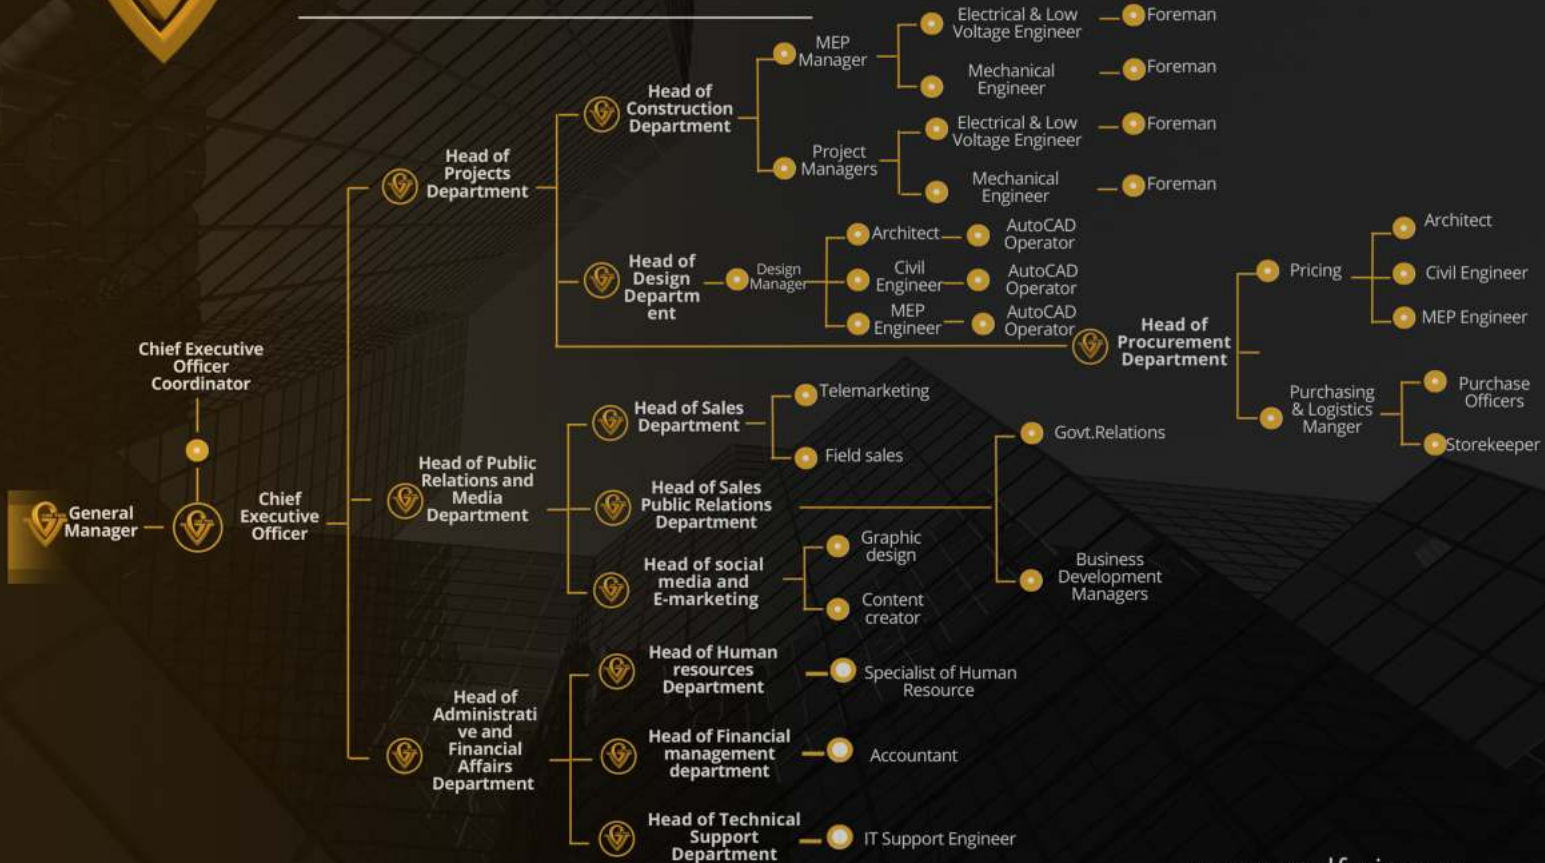 Electrical & Low
Voltage Engineer
Foreman
MEP
Manager
Mechanical
Engineer
Foreman
Head of
Construction
Department
Electrical & Low
Voltage Engineer
Foreman
Project
Managers
Mechanical
Engineer
Foreman
Head of
Projects
Department
Head of
Design
Departm
ent
Design
Manager
Architect
AutoCAD
Operator
Civil
Engineer
AutoCAD
Operator
MEP
Engineer
AutoCAD
Operator
Head of
Procurement
Department
Pricing
Architect
Civil Engineer
MEP Engineer
Purchasing
& Logistics
Manger
Purchase
Officers
Storekeeper
Chief Executive
Officer
Coordinator
General
Manager
Chief
Executive
Officer
Head of Public
Relations and
Media
Department
Head of Sales
Department
Telemarketing
Field sales
Head of Sales
Public Relations
Department
Govt.Relations
Business
Development
Managers
Head of social
media and
E-marketing
Graphic
design
Content
creator
Head of
Administrati
ve and
Financial
Affairs
Department
Head of Human
resources
Department
Specialist of Human
Resource
Head of Financial
management
department
Accountant
Head of Technical
Support
Department
IT Support Engineer